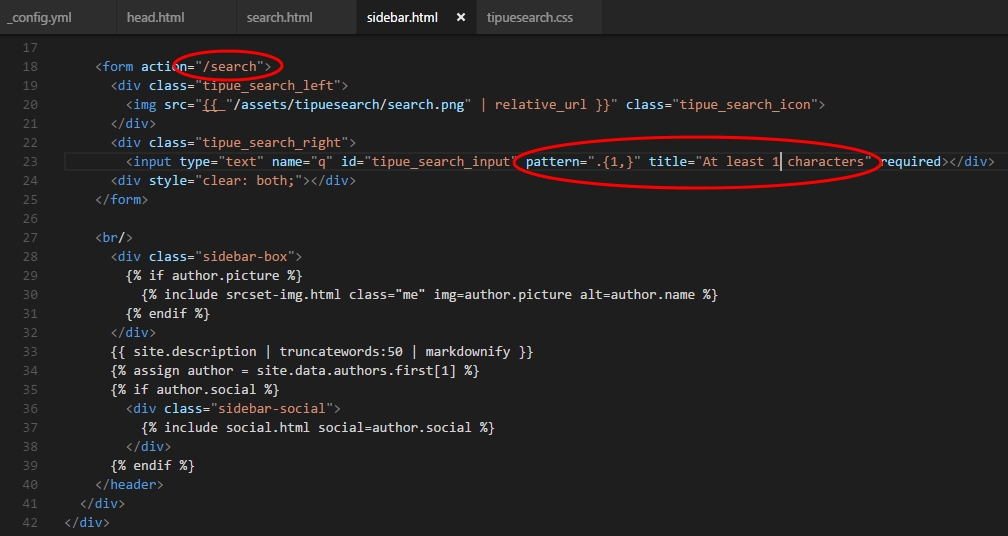 _config.yml head.html search.html sidebar.html × tipuesearch.css
17
18 <form action="/search">
19 <div class="tipue_search_left">
20 <img src="{{ "/assets/tipuesearch/search.png" | relative_url }}" class="tipue_search_icon">
21 </div>
22 <div class="tipue_search_right">
23 <input type="text" name="q" id="tipue_search_input" pattern=".{1,}" title="At least 1 characters" required></div>
24 <div style="clear: both;"></div>
25 </form>
26
27 <br/>
28 <div class="sidebar-box">
29 {% if author.picture %}
30 {% include srcset-img.html class="me" img=author.picture alt=author.name %}
31 {% endif %}
32 </div>
33 {{ site.description | truncatewords:50 | markdownify }}
34 {% assign author = site.data.authors.first[1] %}
35 {% if author.social %}
36 <div class="sidebar-social">
37 {% include social.html social=author.social %}
38 </div>
39 {% endif %}
40 </header>
41 </div>
42 </div>